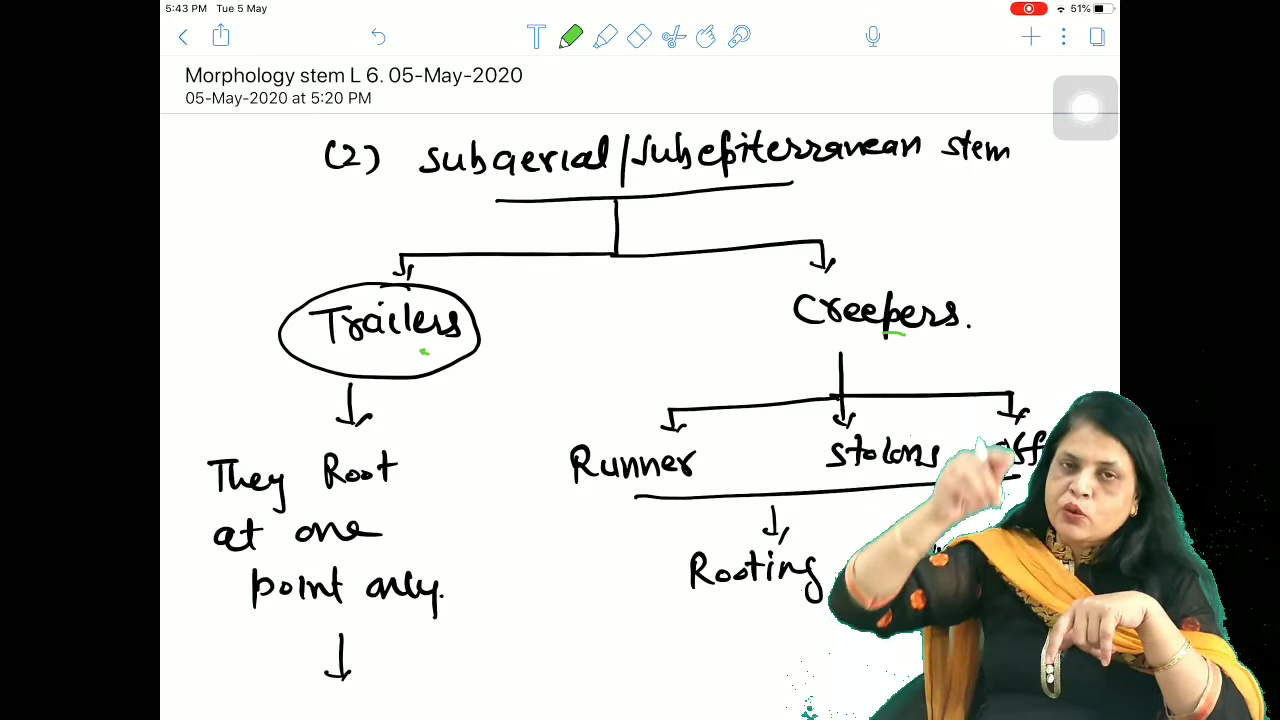 5:43 PM Tue 5 May
51%
Morphology stem L 6. 05-May-2020
05-May-2020 at 5:20 PM
(2) subaerial/subepiterranean stem
Trailers
Creepers.
Runner stolons off
They Root
at one
point only.
Rooting